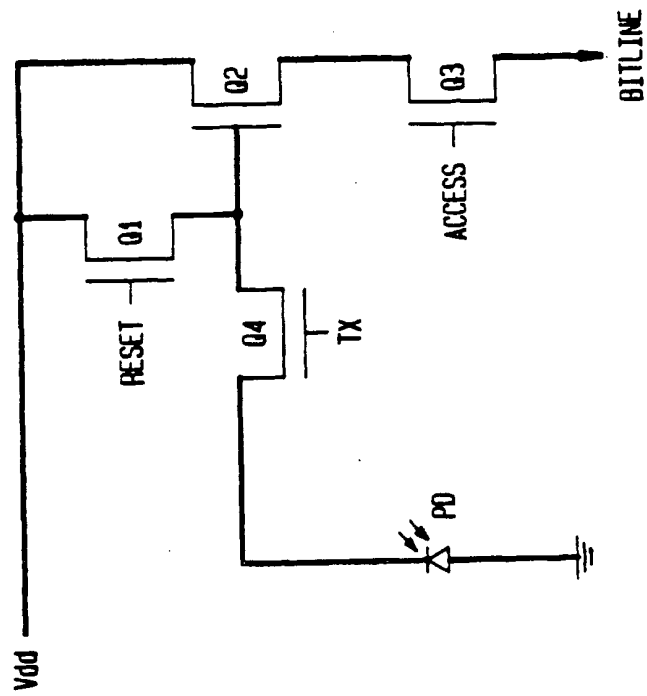 Vdd
RESET
Q1
Q2
Q4
TX
ACCESS
Q3
PD
BITLINE